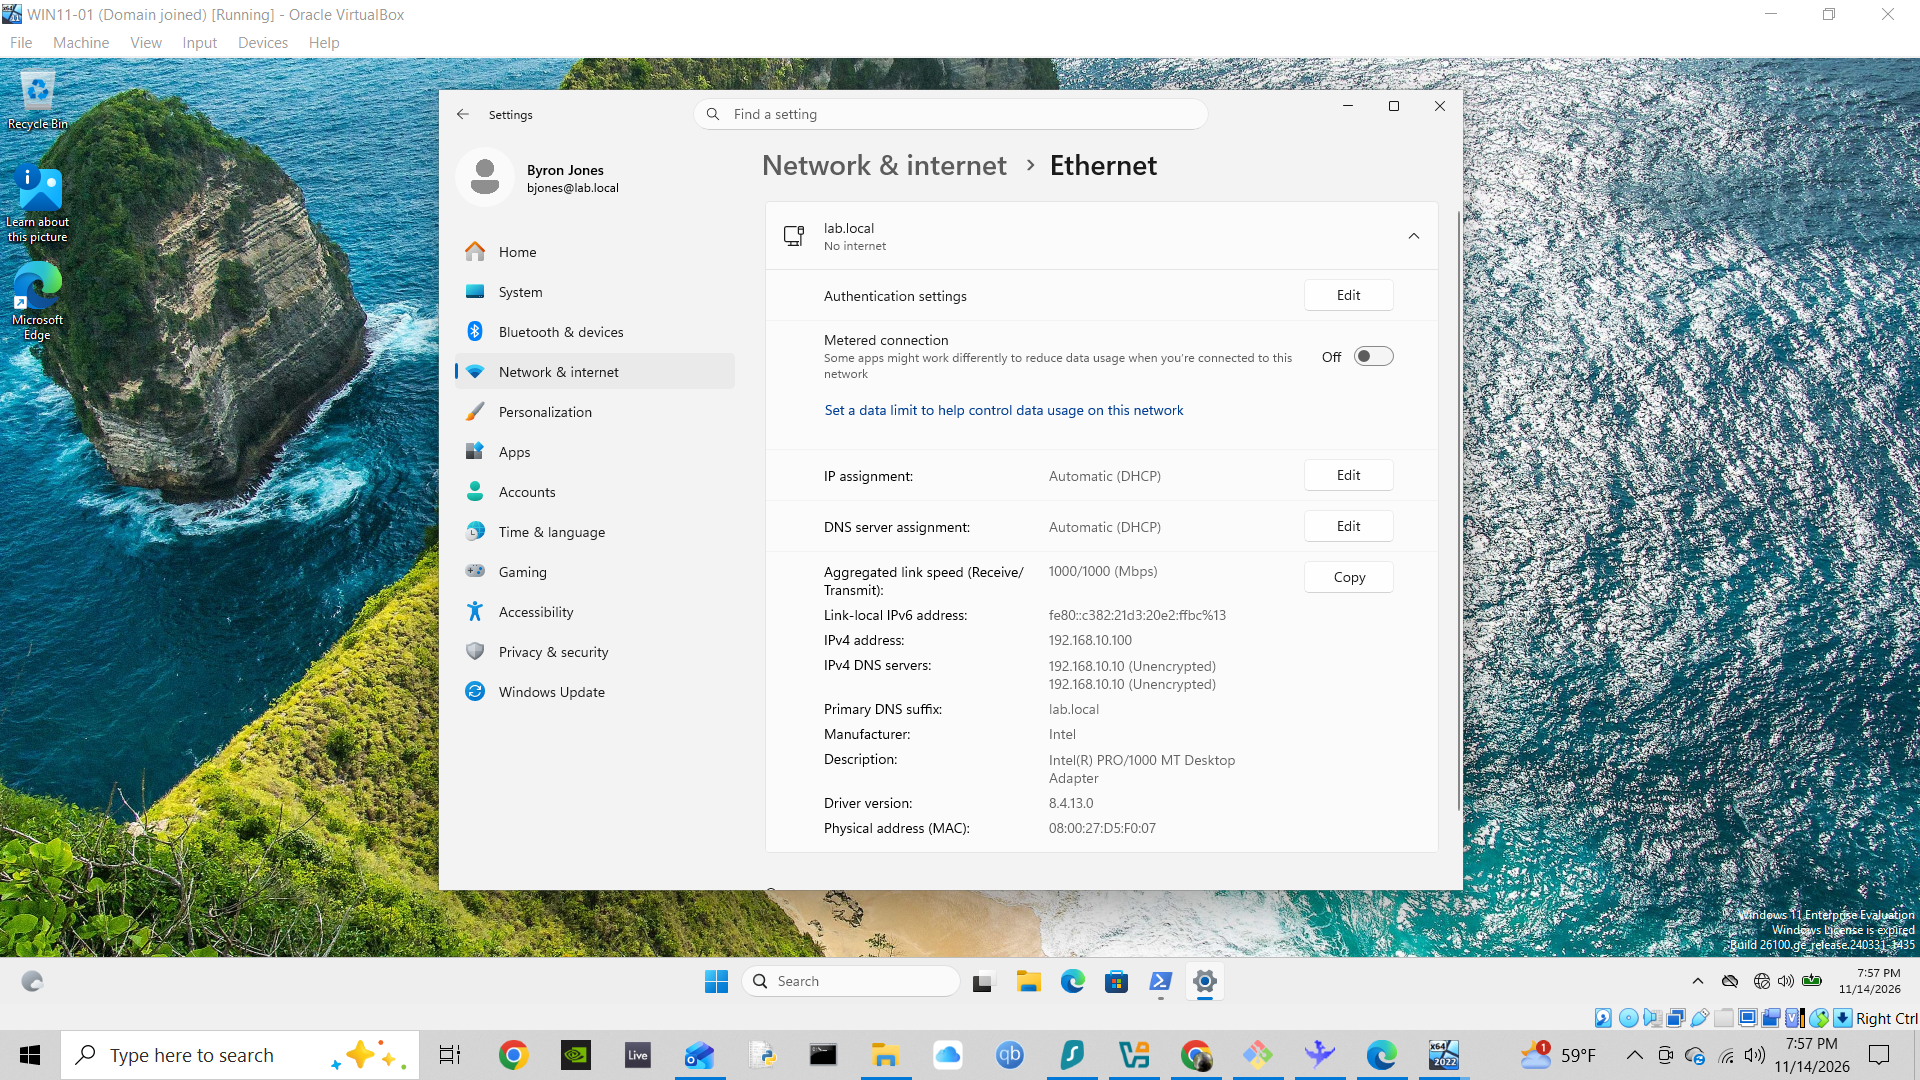 WIN11-01 (Domain joined) [Running] - Oracle VirtualBox
File Machine View Input Devices Help
Recycle Bin
Learn about
this picture
Microsoft
Edge
Settings
Find a setting
Byron Jones
bjones@lab.local
Home
System
Bluetooth & devices
Network & internet
Personalization
Apps
Accounts
Time & language
Gaming
Accessibility
Privacy & security
Windows Update
Network & internet › Ethernet
lab.local
No internet
Authentication settings Edit
Metered connection
Some apps might work differently to reduce data usage when you're connected to this
network
Off
Set a data limit to help control data usage on this network
IP assignment: Automatic (DHCP) Edit
DNS server assignment: Automatic (DHCP) Edit
Aggregated link speed (Receive/
Transmit): 1000/1000 (Mbps) Copy
Link-local IPv6 address: fe80::c382:21d3:20e2:ffbc%13
IPv4 address: 192.168.10.100
IPv4 DNS servers: 192.168.10.10 (Unencrypted)
192.168.10.10 (Unencrypted)
Primary DNS suffix: lab.local
Manufacturer: Intel
Description: Intel(R) PRO/1000 MT Desktop
Adapter
Driver version: 8.4.13.0
Physical address (MAC): 08:00:27:D5:F0:07
Windows 11 Enterprise Evaluation
Windows License is expired
Build 26100.ge_release.240331-1435
Search
7:57 PM
11/14/2026
Right Ctrl
Type here to search
Live
qb
X64
2022
1
59°F
7:57 PM
11/14/2026